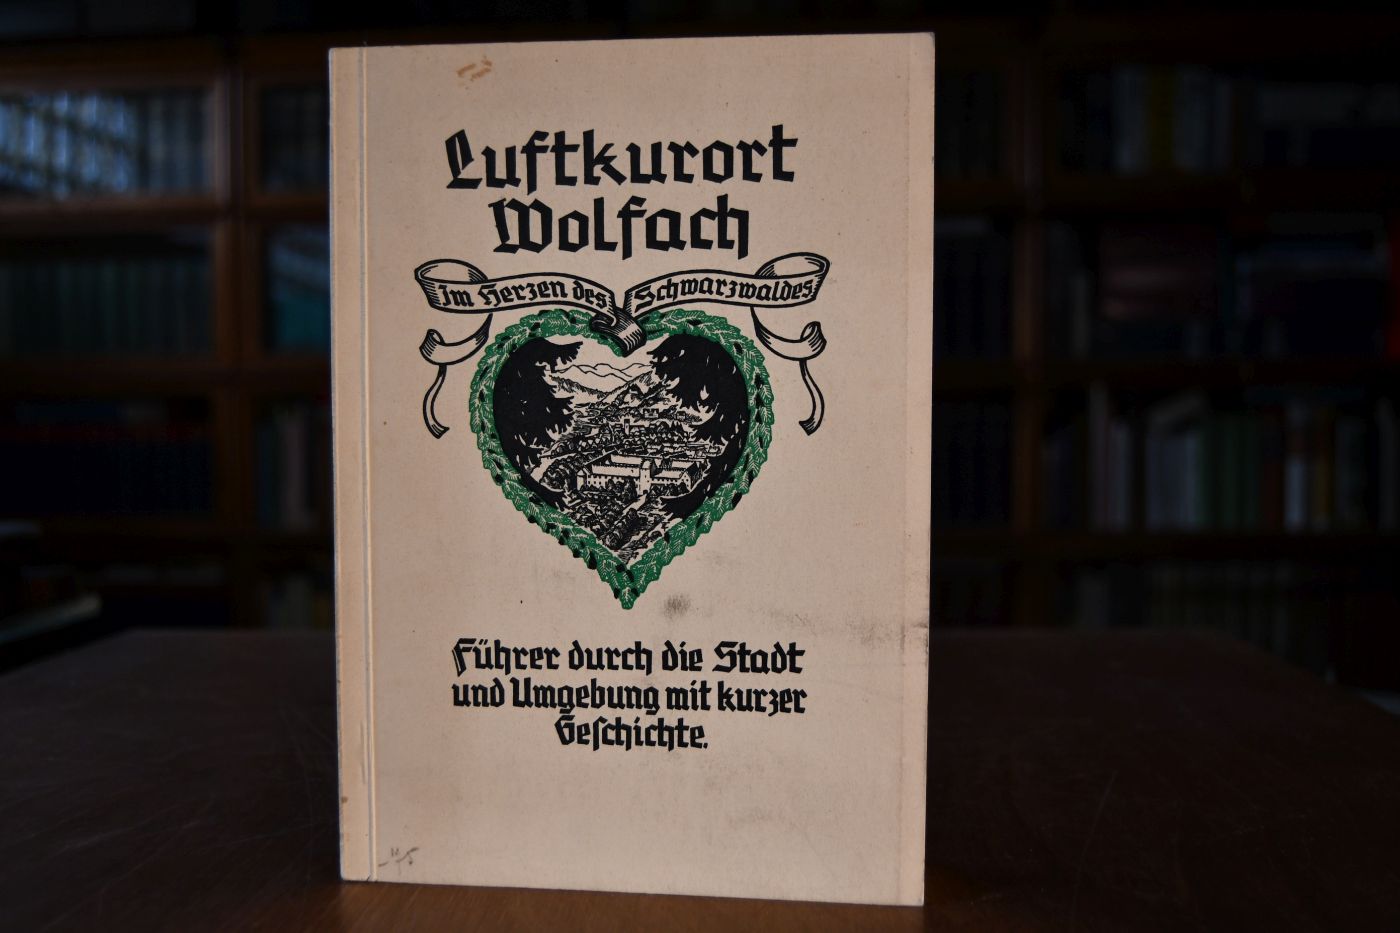 Luftkurort
Wolfach
Im Herzen des Schwarzwaldes
Führer durch die Stadt
und Umgebung mit kurzer
Geſchichte.